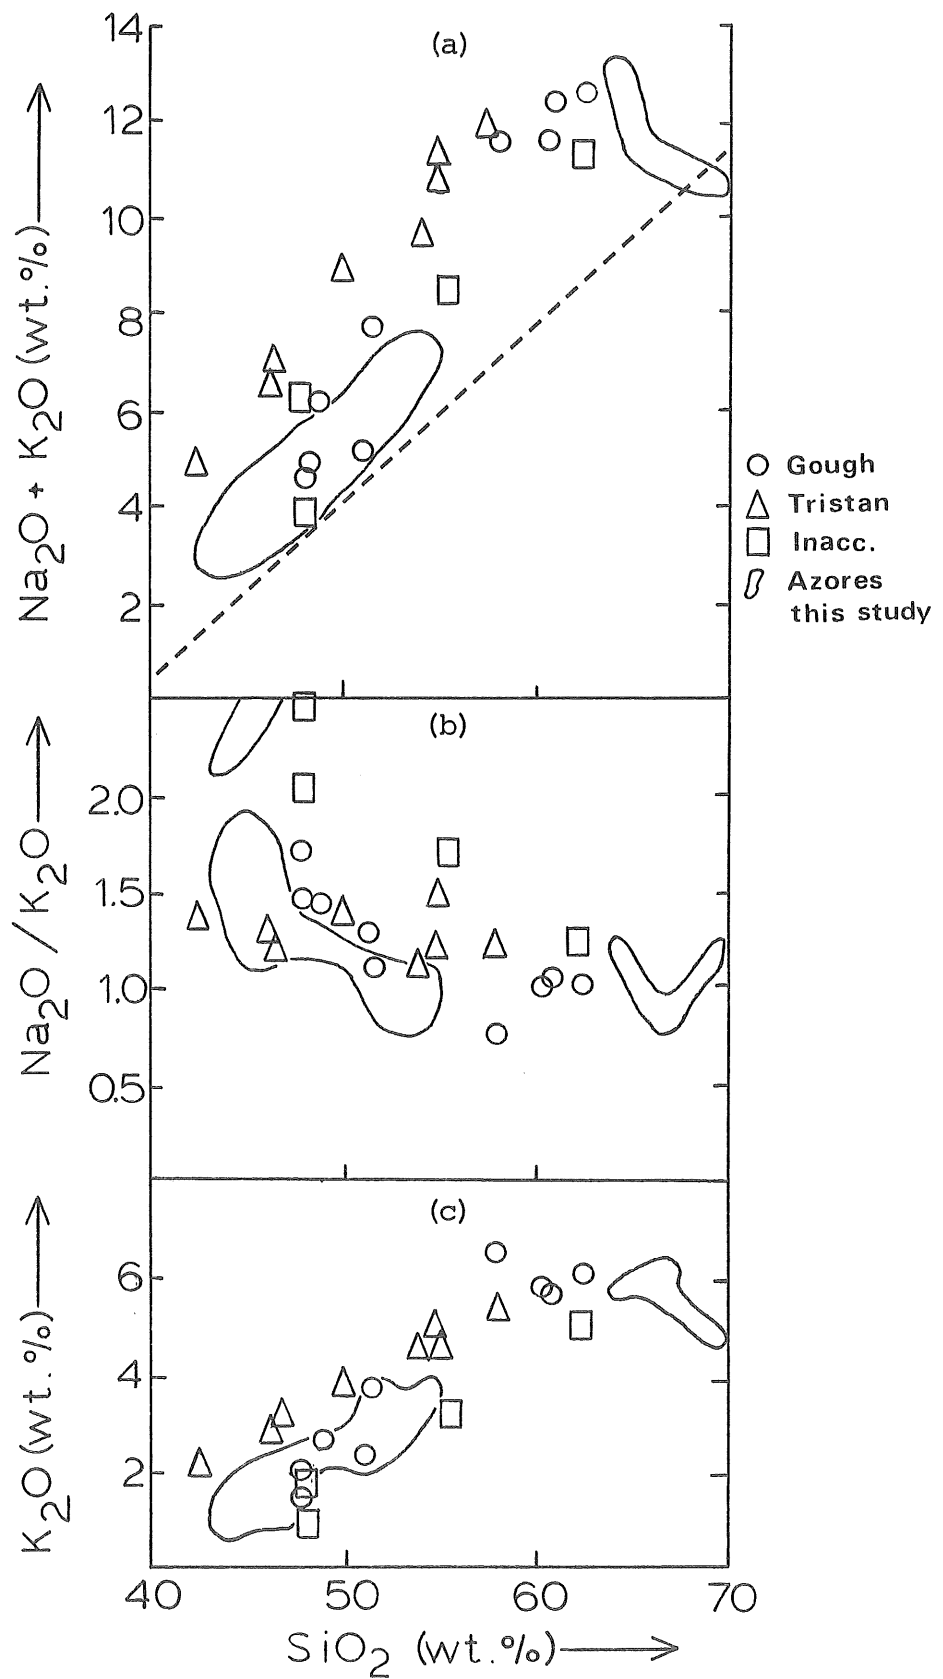 14
(a)
12
10
8
6
4
2
Na2O + K2O (wt.%)
Gough
Tristan
Inacc.
Azores
this study
(b)
2.0
1.5
1.0
0.5
Na2O / K2O
(c)
6
4
2
K2O (wt.%)
40 50 60 70
SiO2 (wt.%)